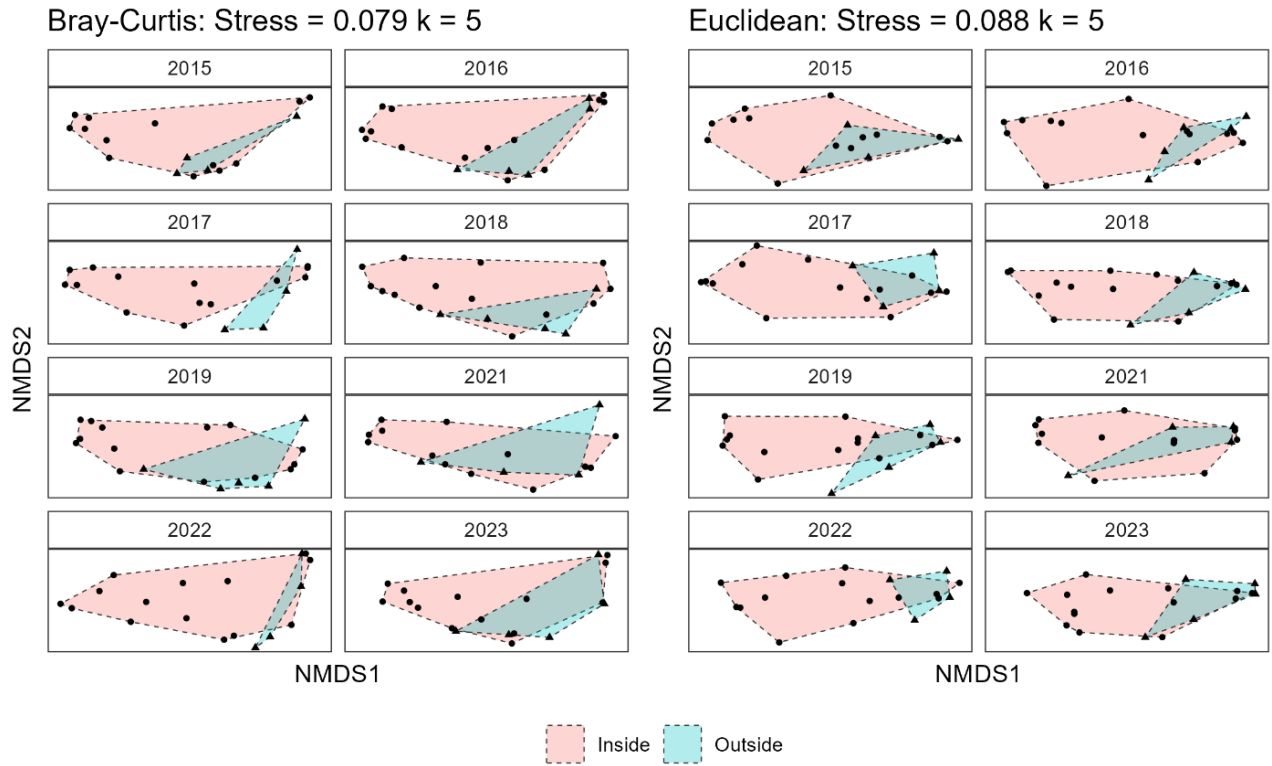 Bray-Curtis: Stress = 0.079 k = 5
2015
2016
2017
2018
2019
2021
2022
2023
NMDS2
NMDS1
Euclidean: Stress = 0.088 k = 5
2015
2016
2017
2018
2019
2021
2022
2023
NMDS2
NMDS1
Inside
Outside